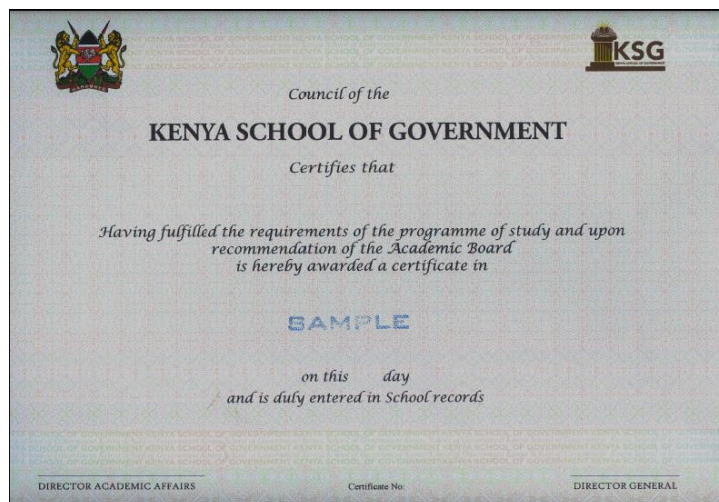 KSG
Council of the
KENYA SCHOOL OF GOVERNMENT
Certifies that
Having fulfilled the requirements of the programme of study and upon
recommendation of the Academic Board
is hereby awarded a certificate in
SAMPLE
on this day
and is duly entered in School records
DIRECTOR ACADEMIC AFFAIRS
Certificate No:
DIRECTOR GENERAL